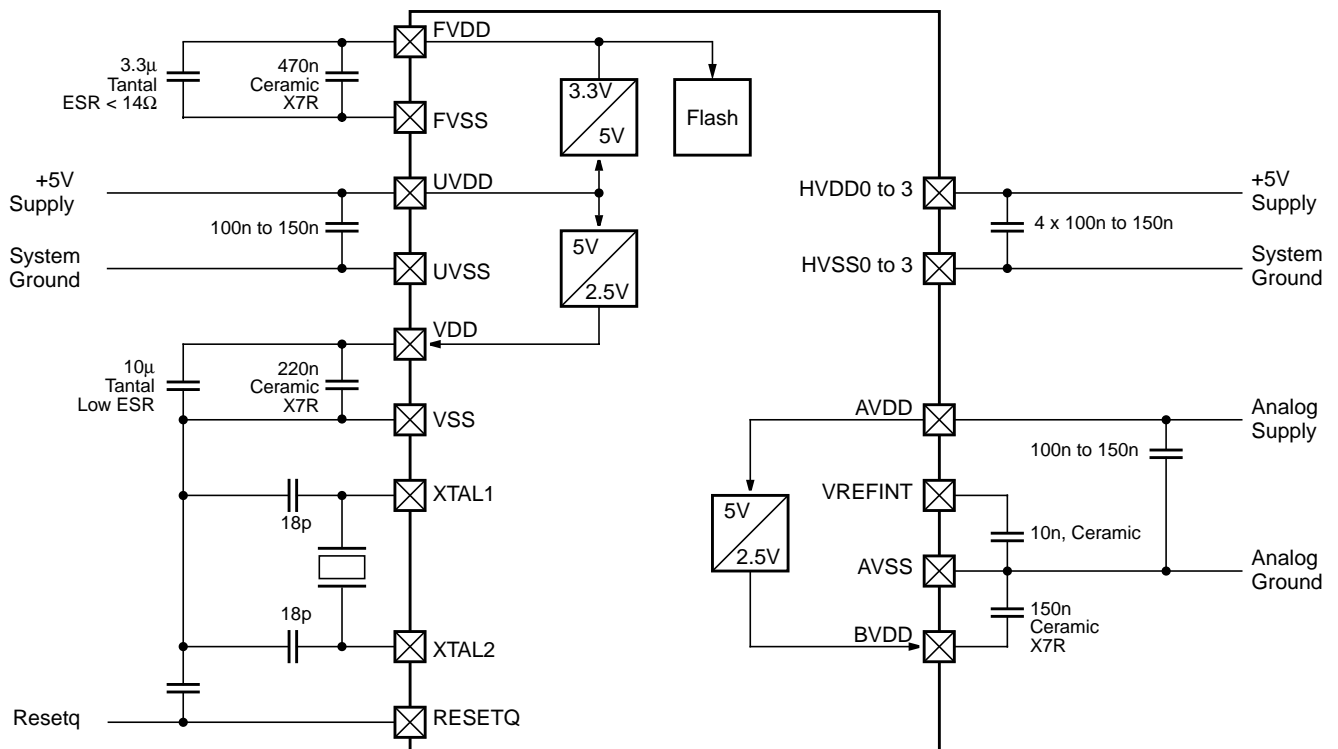 FVDD
3.3µ
Tantal
ESR < 14Ω
470n
Ceramic
X7R
3.3V
5V
Flash
FVSS
+5V
Supply
UVDD
100n to 150n
System
Ground
UVSS
5V
2.5V
HVDD0 to 3
+5V
Supply
4 x 100n to 150n
HVSS0 to 3
System
Ground
VDD
10µ
Tantal
Low ESR
220n
Ceramic
X7R
VSS
XTAL1
18p
18p
XTAL2
Resetq
RESETQ
AVDD
Analog
Supply
100n to 150n
VREFINT
5V
2.5V
10n, Ceramic
AVSS
Analog
Ground
150n
Ceramic
X7R
BVDD